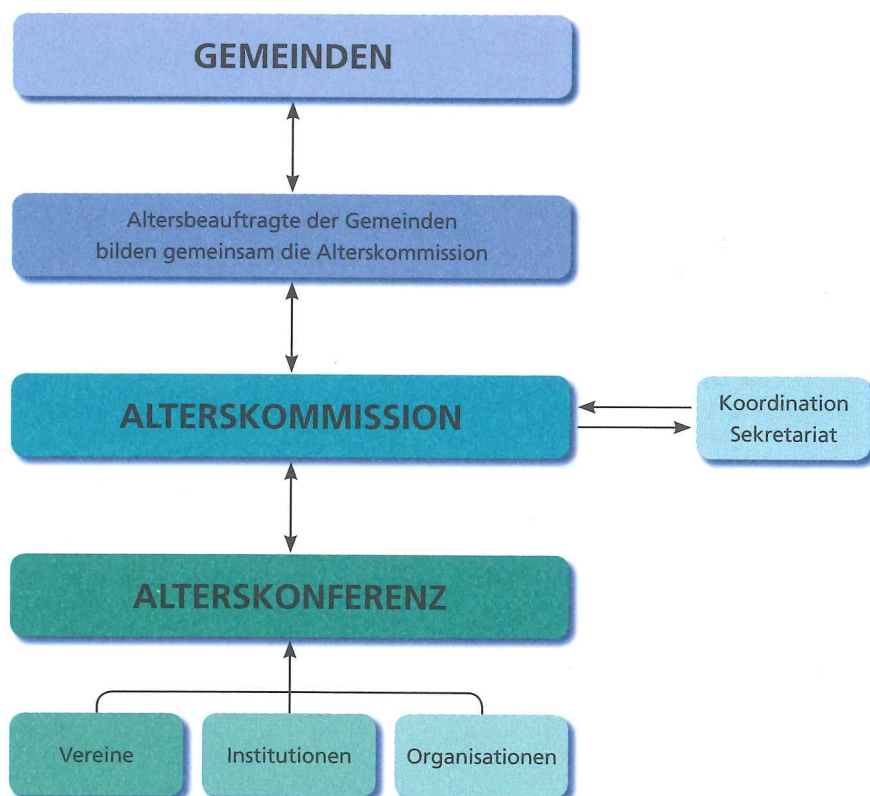 GEMEINDEN
Altersbeauftragte der Gemeinden
bilden gemeinsam die Alterskommission
ALTERSKOMMISSION
Koordination
Sekretariat
ALTERSKONFERENZ
Vereine
Institutionen
Organisationen